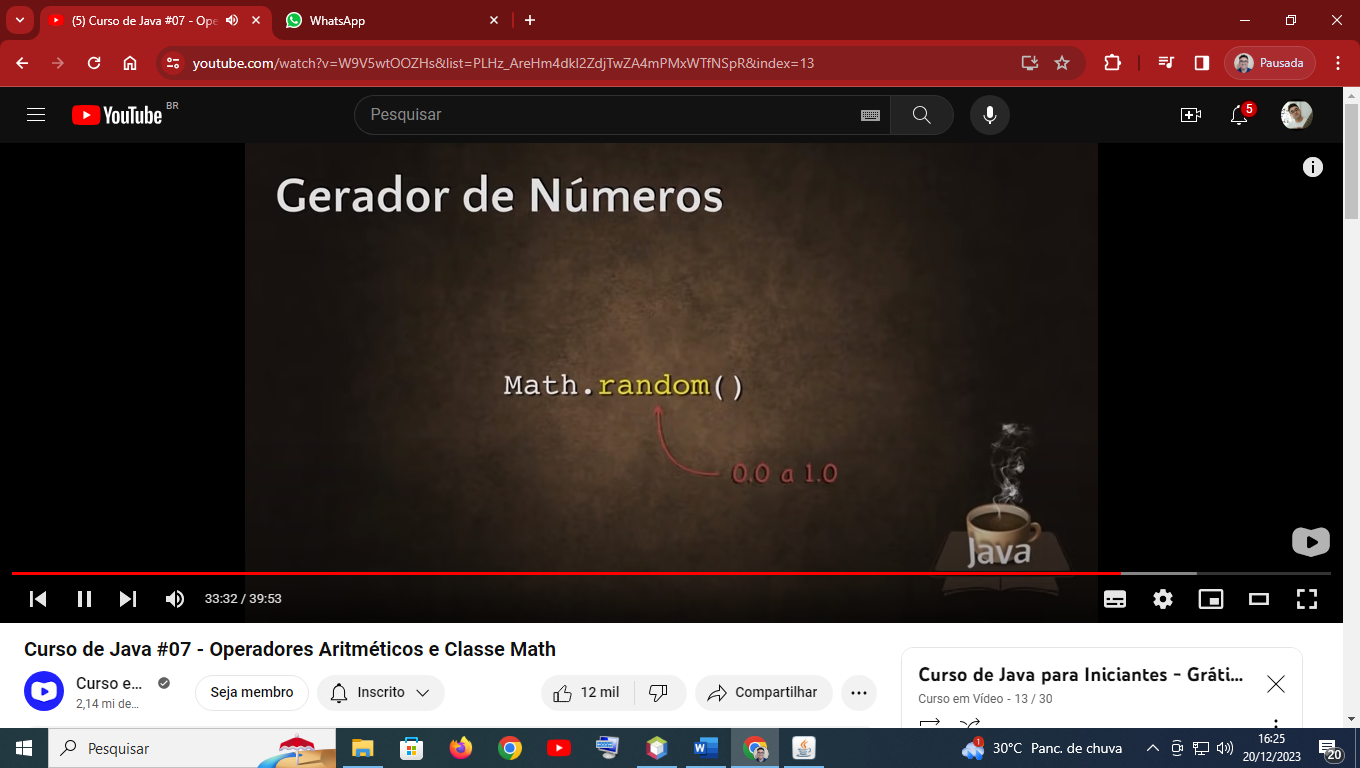 (5) Curso de Java #07 - Ope
WhatsApp
youtube.com/watch?v=W9V5wtOOZHs&list=PLHz_AreHm4dkI2ZdjTwZA4mPMxWTfNSpR&index=13
Pausada
YouTube BR
Pesquisar
5
Gerador de Números
Math.random()
0.0 a 1.0
Java
33:32 / 39:53
Curso de Java #07 - Operadores Aritméticos e Classe Math
Curso e...
2,14 mi de...
Seja membro
Inscrito
12 mil
Compartilhar
Curso de Java para Iniciantes - Gráti...
Curso em Vídeo - 13 / 30
Pesquisar
1
30°C Panc. de chuva
16:25
20/12/2023
20